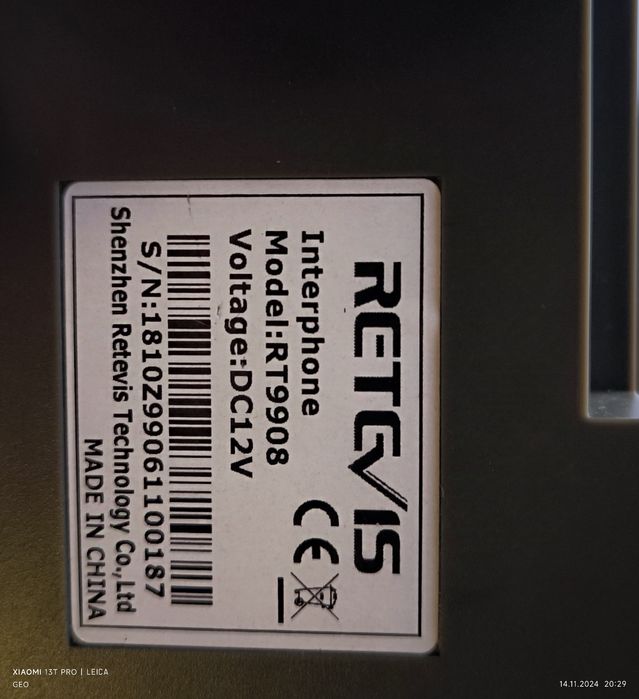 RETEVIS
Interphone
Model:RT9908
Voltage:DC12V
CE
S/N:1810Z99061100187
Shenzhen Retevis Technology Co., Ltd
MADE IN CHINA
XIAOMI 13T PRO | LEICA
GEO
14.11.2024 20:29